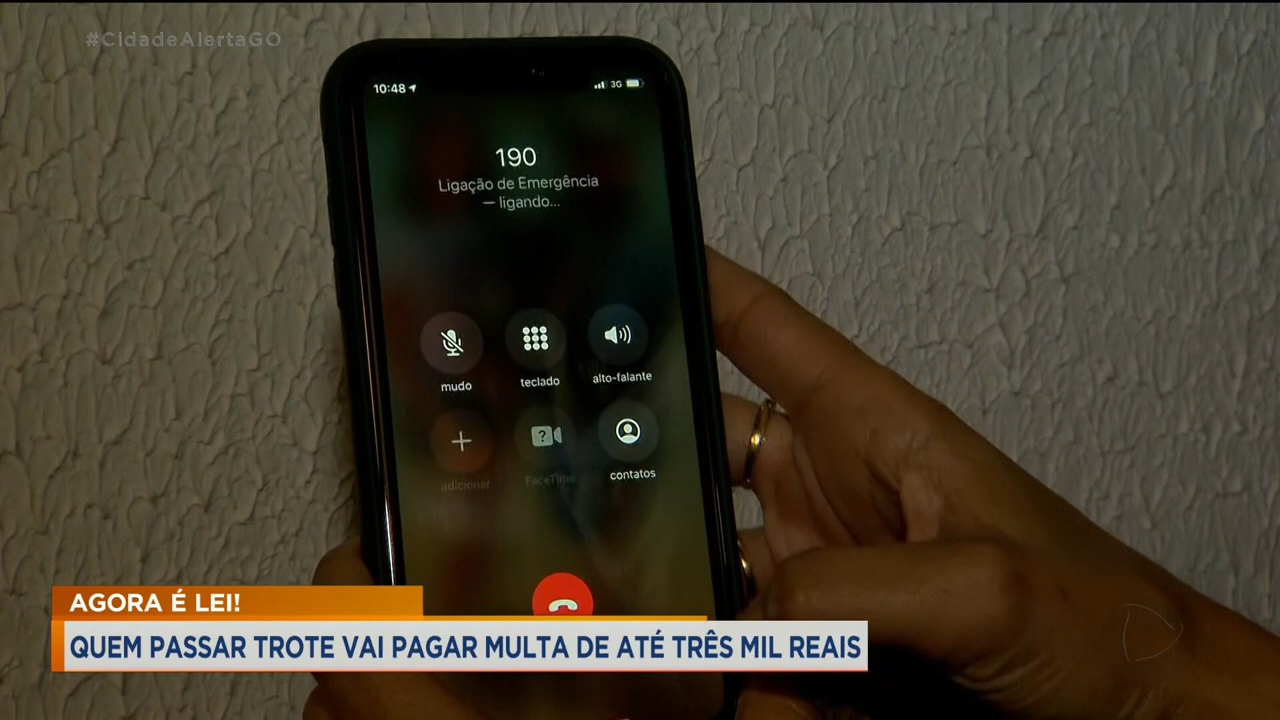 #CidadeAlertaGO
10:48
3G
190
Ligação de Emergência
— ligando...
mudo
teclado
alto-falante
adicionar
FaceTime
contatos
AGORA É LEI!
QUEM PASSAR TROTE VAI PAGAR MULTA DE ATÉ TRÊS MIL REAIS